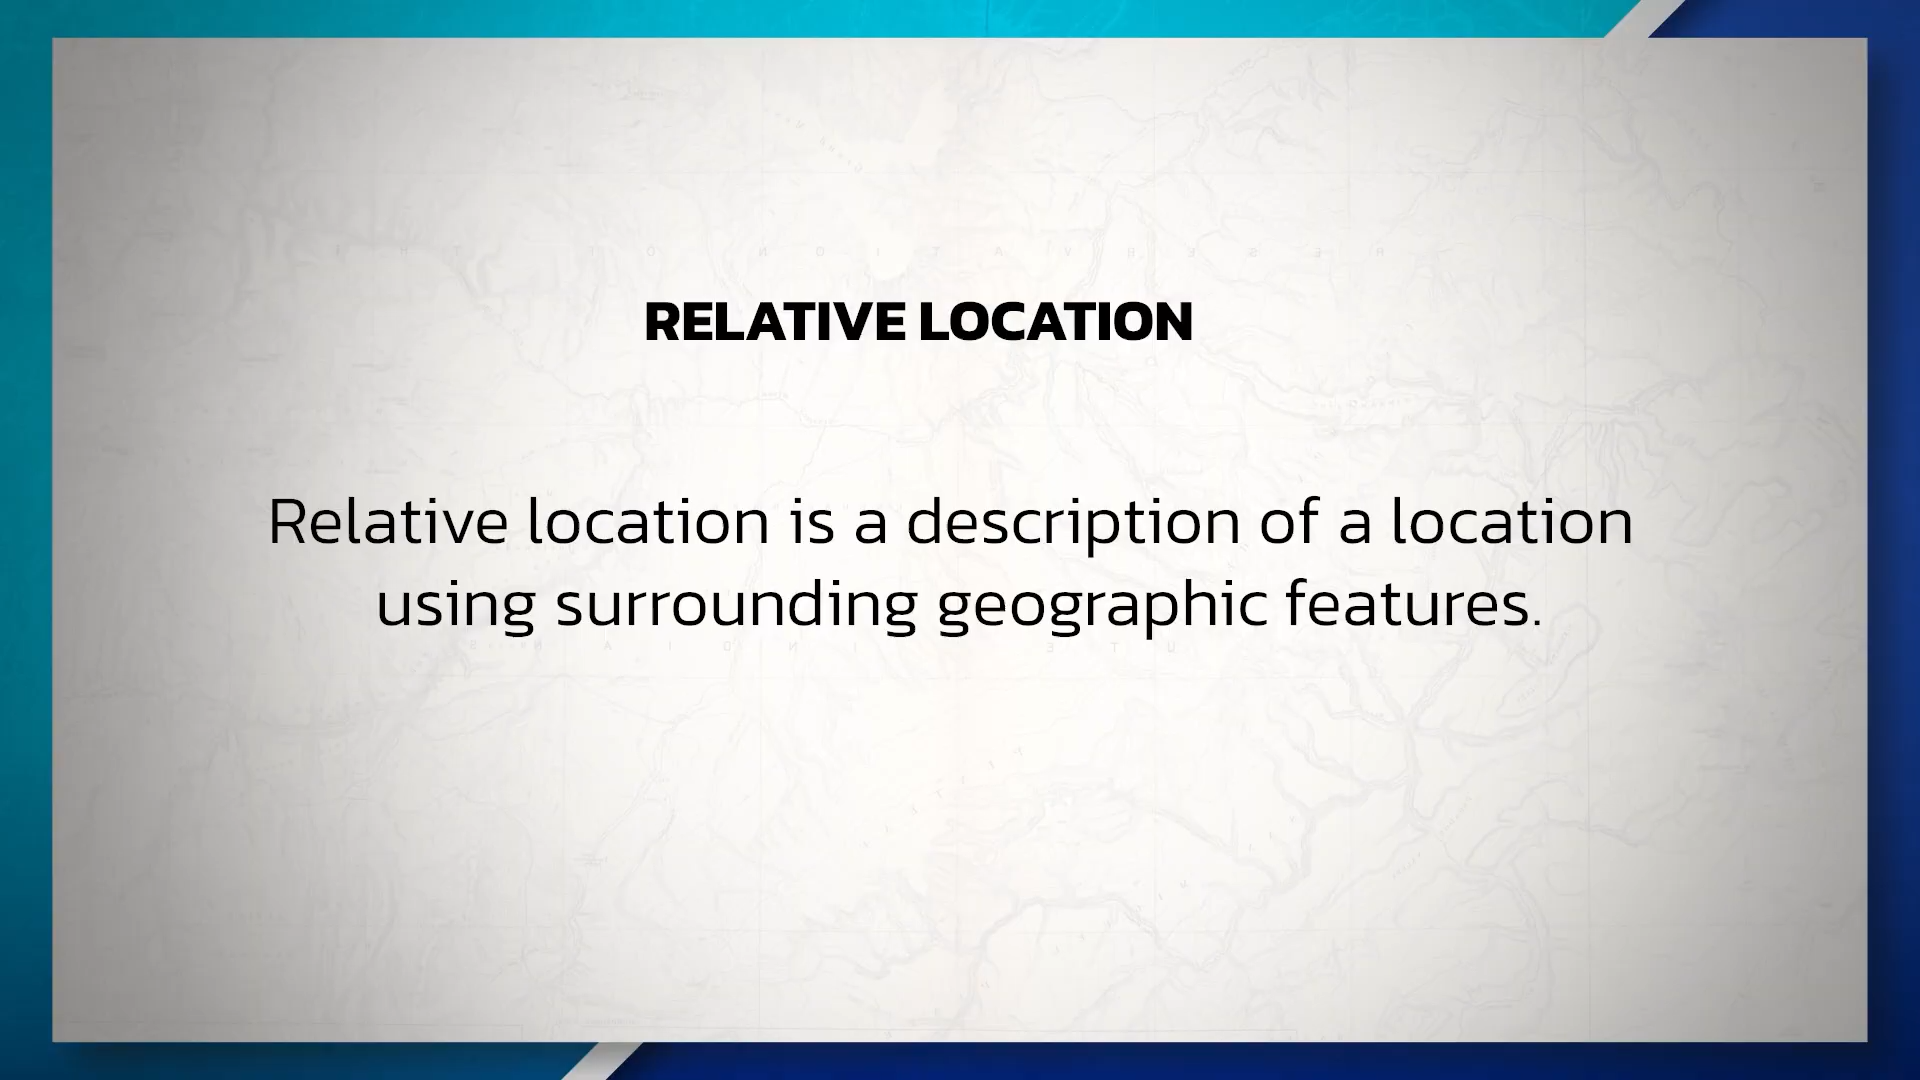 RELATIVE LOCATION
Relative location is a description of a location
using surrounding geographic features.